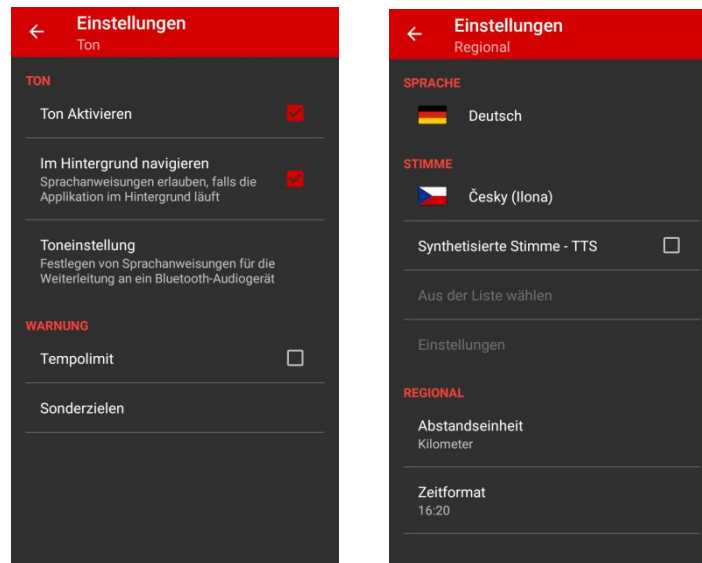 Einstellungen
Ton
TON
Ton Aktivieren
Im Hintergrund navigieren
Sprachanweisungen erlauben, falls die
Applikation im Hintergrund läuft
Toneinstellung
Festlegen von Sprachanweisungen für die
Weiterleitung an ein Bluetooth-Audiogerät
WARNUNG
Tempolimit
Sonderzielen
Einstellungen
Regional
SPRACHE
Deutsch
STIMME
Česky (Ilona)
Synthetisierte Stimme - TTS
Aus der Liste wählen
Einstellungen
REGIONAL
Abstandseinheit
Kilometer
Zeitformat
16:20